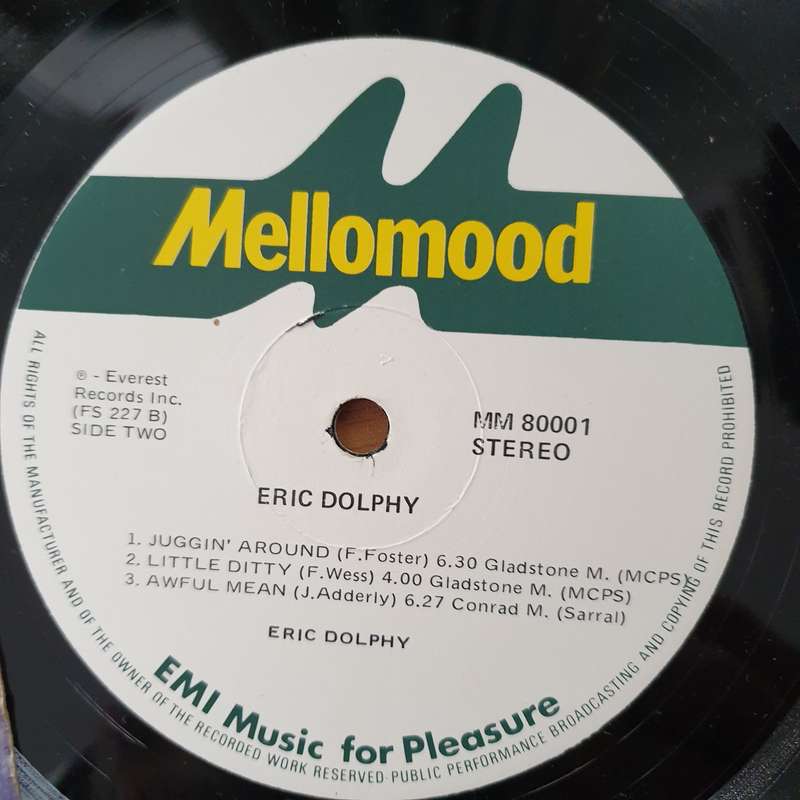 Mellomood
℗ - Everest
Records Inc.
(FS 227 B)
SIDE TWO
MM 80001
STEREO
ERIC DOLPHY
1. JUGGIN' AROUND (F.Foster) 6.30 Gladstone M. (MCPS)
2. LITTLE DITTY (F.Wess) 4.00 Gladstone M. (MCPS)
3. AWFUL MEAN (J.Adderly) 6.27 Conrad M. (Sarral)
ERIC DOLPHY
EMI Music for Pleasure
ALL RIGHTS OF THE MANUFACTURER AND OF THE OWNER OF THE RECORDED WORK RESERVED·PUBLIC PERFORMANCE BROADCASTING AND COPYING OF THIS RECORD PROHIBITED